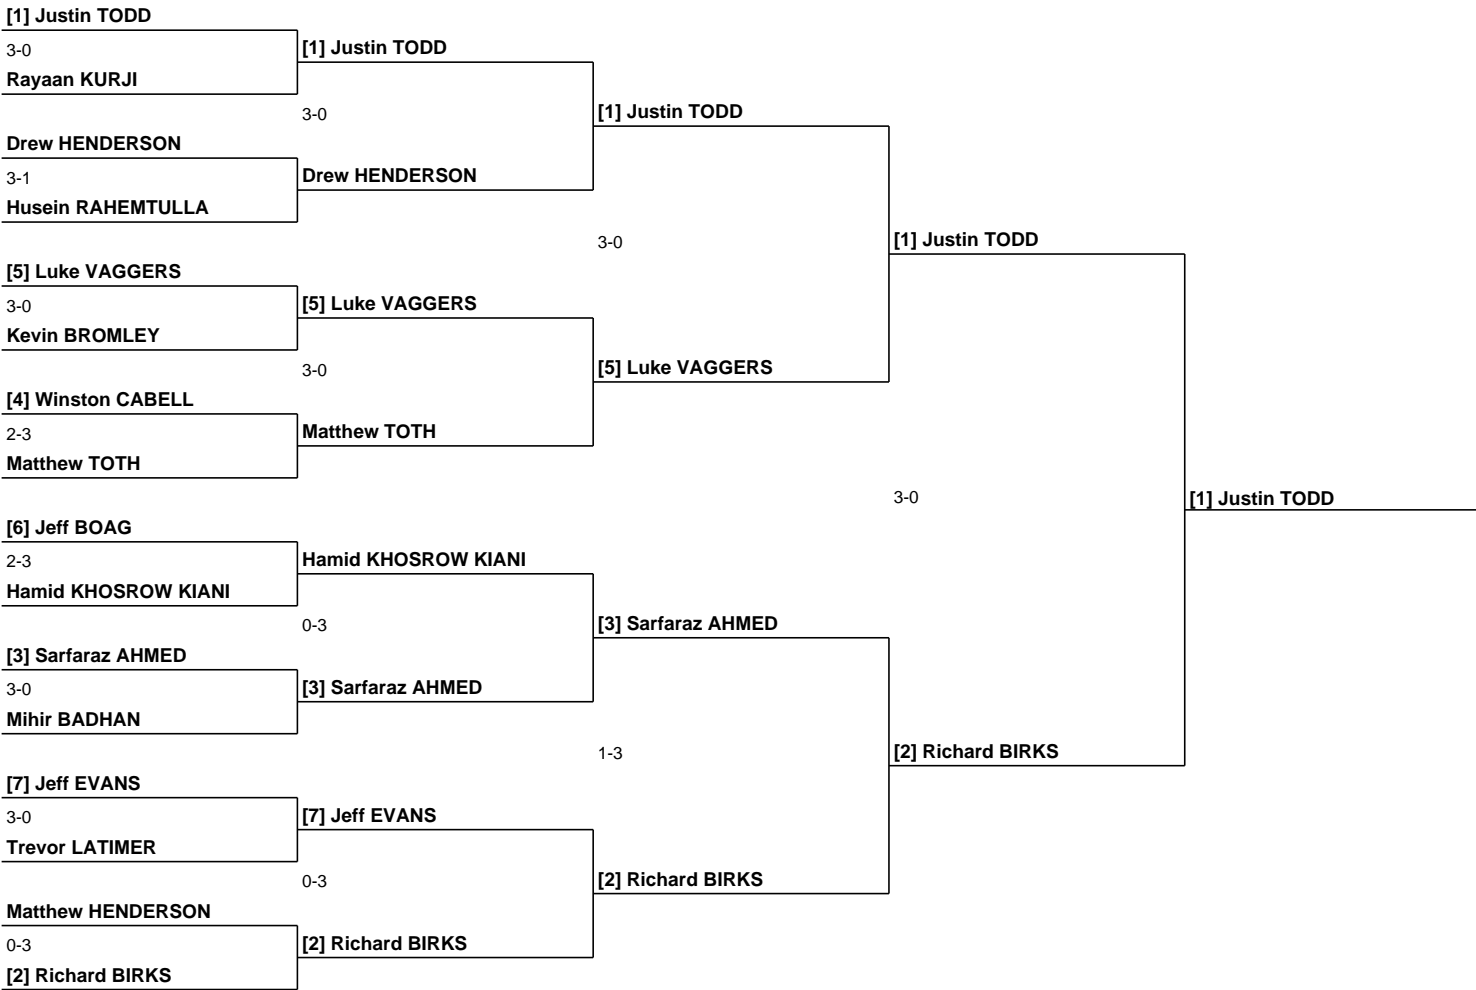 [1] Justin TODD
3-0
Rayaan KURJI
Drew HENDERSON
3-1
Husein RAHEMTULLA
[5] Luke VAGGERS
3-0
Kevin BROMLEY
[4] Winston CABELL
2-3
Matthew TOTH
[6] Jeff BOAG
2-3
Hamid KHOSROW KIANI
[3] Sarfaraz AHMED
3-0
Mihir BADHAN
[7] Jeff EVANS
3-0
Trevor LATIMER
Matthew HENDERSON
0-3
[2] Richard BIRKS
[1] Justin TODD
3-0
Drew HENDERSON
[5] Luke VAGGERS
3-0
Matthew TOTH
Hamid KHOSROW KIANI
0-3
[3] Sarfaraz AHMED
[7] Jeff EVANS
0-3
[2] Richard BIRKS
[1] Justin TODD
3-0
[5] Luke VAGGERS
[3] Sarfaraz AHMED
1-3
[2] Richard BIRKS
[1] Justin TODD
3-0
[2] Richard BIRKS
[1] Justin TODD